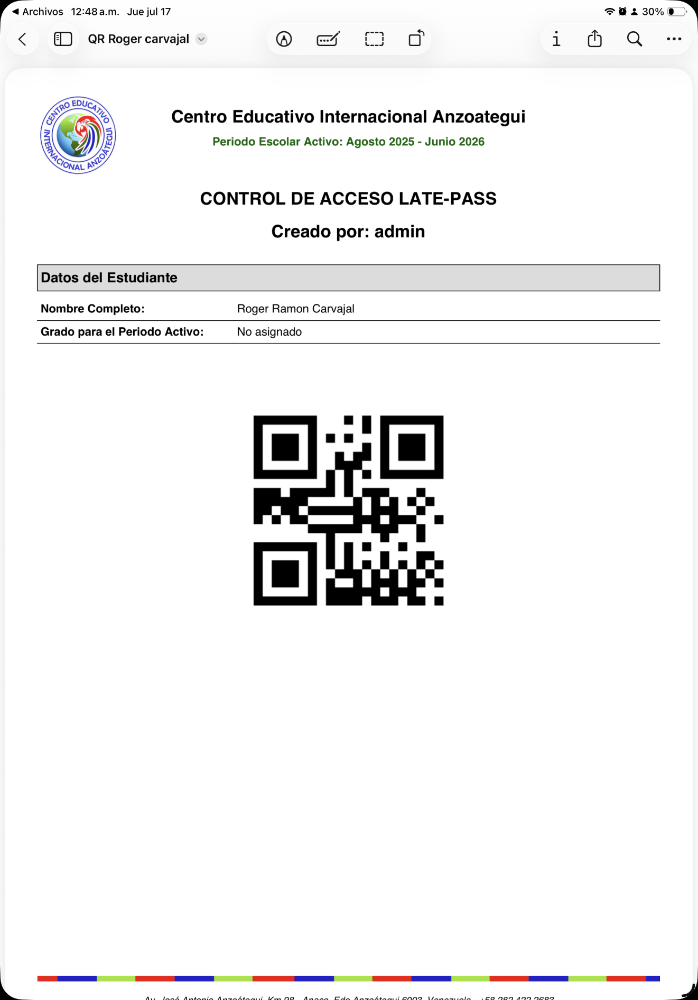 Archivos 12:48 a.m. Jue jul 17
30%
QR Roger carvajal
CENTRO EDUCATIVO INTERNACIONAL ANZOÁTEGUI
Centro Educativo Internacional Anzoategui
Periodo Escolar Activo: Agosto 2025 - Junio 2026
CONTROL DE ACCESO LATE-PASS
Creado por: admin
Datos del Estudiante
Nombre Completo: Roger Ramon Carvajal
Grado para el Periodo Activo: No asignado
Av. José Antonio Anzoátegui, Km 98 - Anaco, Edo Anzoátegui 6003, Venezuela - +58 282 422 2683